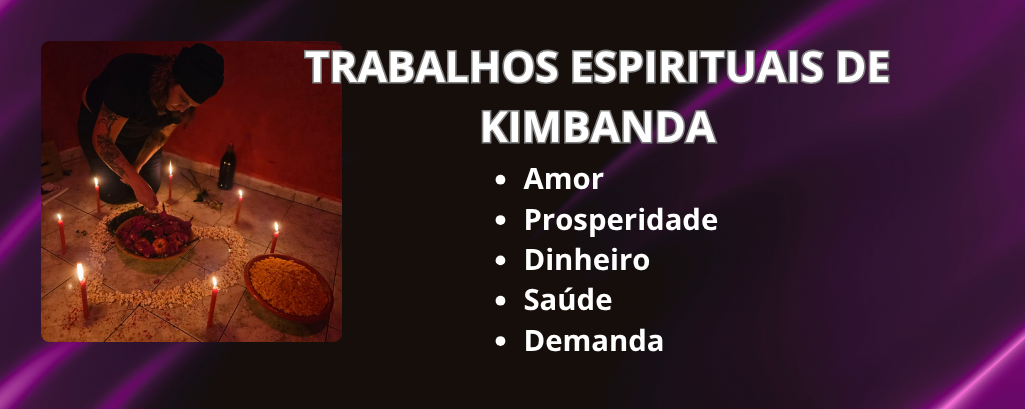 TRABALHOS ESPIRITUAIS DE
KIMBANDA
• Amor
• Prosperidade
• Dinheiro
• Saúde
• Demanda